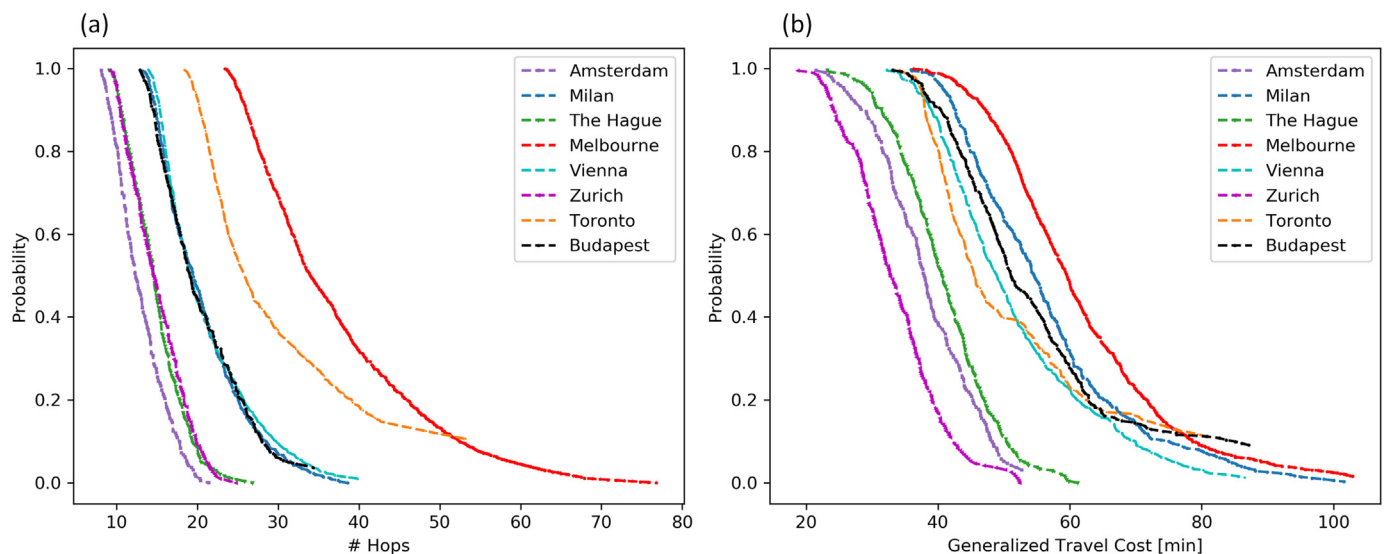 (a)
1.0
0.8
0.6
0.4
0.2
0.0
Probability
10 20 30 40 50 60 70 80
# Hops
Amsterdam
Milan
The Hague
Melbourne
Vienna
Zurich
Toronto
Budapest
(b)
1.0
0.8
0.6
0.4
0.2
0.0
Probability
20 40 60 80 100
Generalized Travel Cost [min]
Amsterdam
Milan
The Hague
Melbourne
Vienna
Zurich
Toronto
Budapest